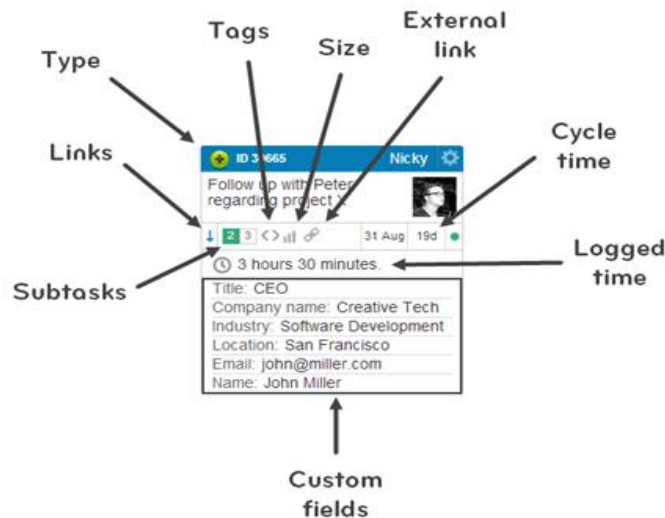 External
link
Tags
Size
Type
Cycle
time
Links
ID 30665 Nicky
Follow up with Peter
regarding project X
2 3 31 Aug 19d
3 hours 30 minutes.
Logged
time
Subtasks
Title: CEO
Company name: Creative Tech
Industry: Software Development
Location: San Francisco
Email: john@miller.com
Name: John Miller
Custom
fields